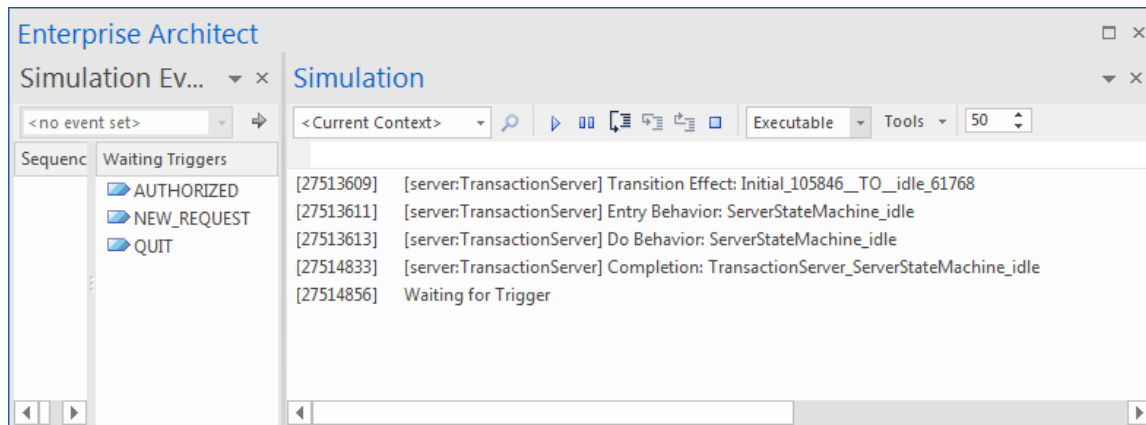 Enterprise Architect
Simulation Ev...
Simulation
<no event set>
<Current Context>
Executable
Tools
50
Sequenc
Waiting Triggers
AUTHORIZED
NEW_REQUEST
QUIT
[27513609] [server:TransactionServer] Transition Effect: Initial_105846__TO__idle_61768
[27513611] [server:TransactionServer] Entry Behavior: ServerStateMachine_idle
[27513613] [server:TransactionServer] Do Behavior: ServerStateMachine_idle
[27514833] [server:TransactionServer] Completion: TransactionServer_ServerStateMachine_idle
[27514856] Waiting for Trigger